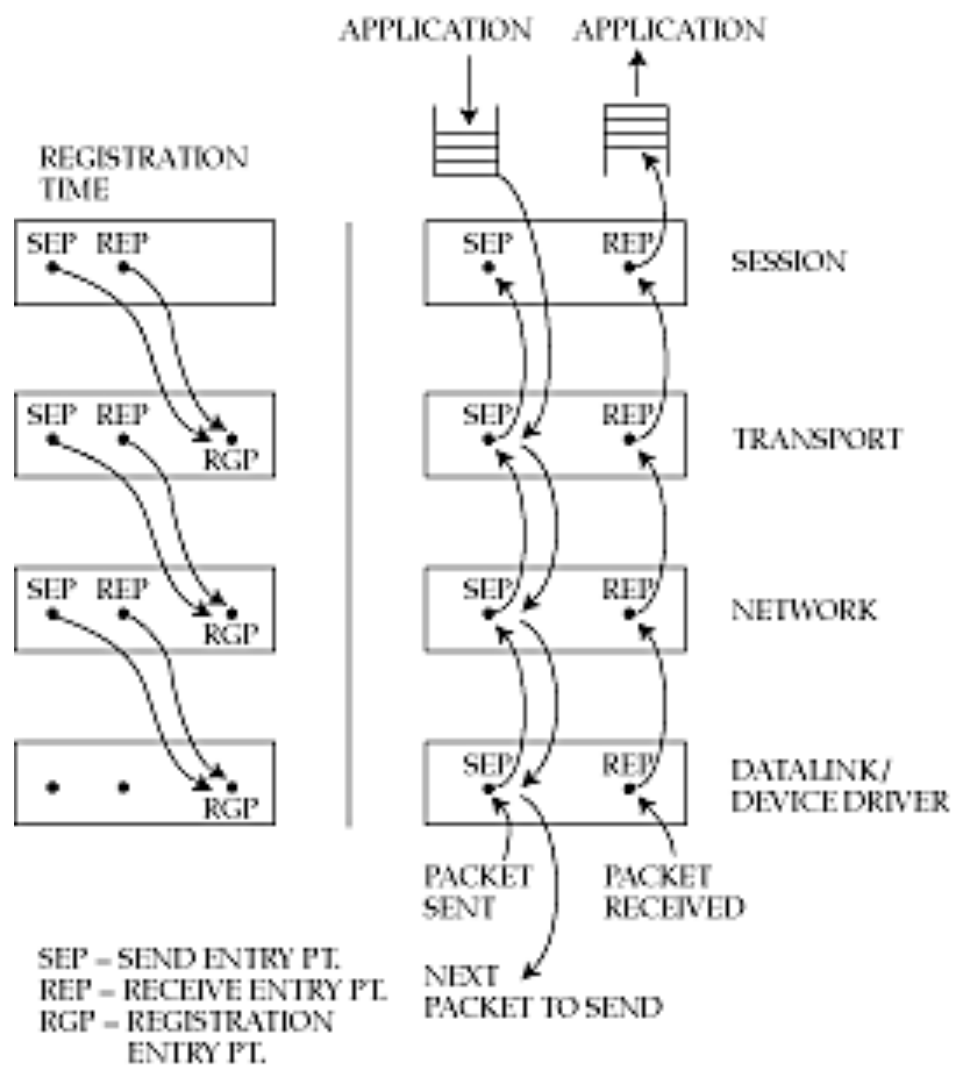 APPLICATION APPLICATION
REGISTRATION
TIME
SEP REP
SEP REP
SESSION
SEP REP
RGP
SEP REP
TRANSPORT
SEP REP
RGP
SEP REP
NETWORK
RGP
SEP REP
DATALINK/
DEVICE DRIVER
PACKET
SENT
PACKET
RECEIVED
NEXT
PACKET TO SEND
SEP – SEND ENTRY PT.
REP – RECEIVE ENTRY PT.
RGP – REGISTRATION
ENTRY PT.